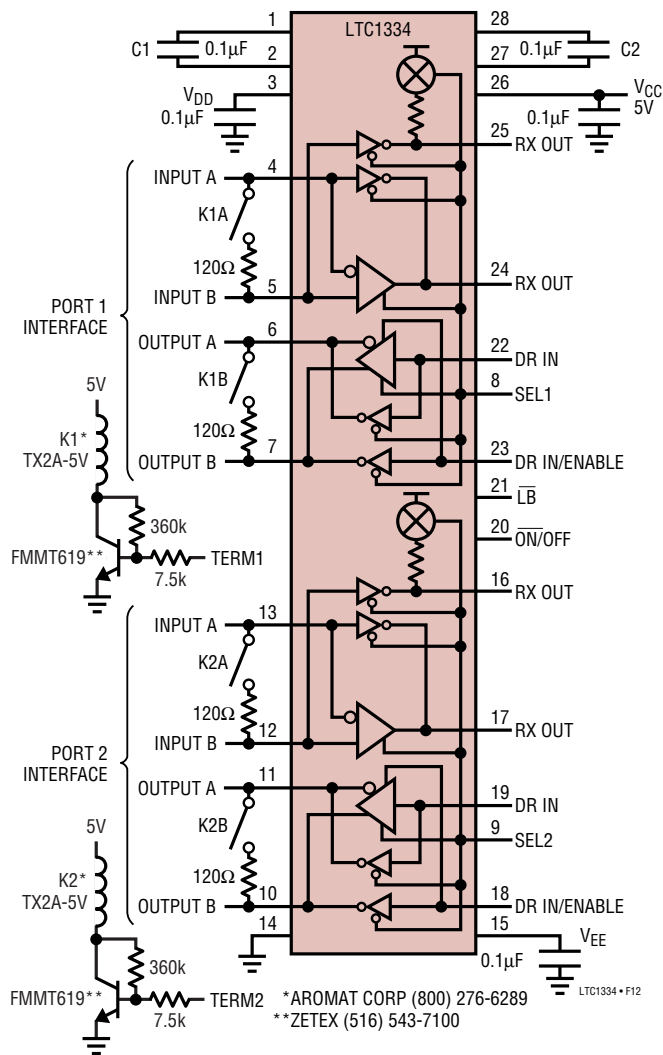 LTC1334
1
28
C1
0.1µF
0.1µF
C2
2
27
3
26
VDD
0.1µF
VCC
5V
0.1µF
25
RX OUT
INPUT A
4
K1A
120Ω
5
INPUT B
24
RX OUT
PORT 1
INTERFACE
OUTPUT A
6
22
DR IN
K1B
8
SEL1
120Ω
7
OUTPUT B
23
DR IN/ENABLE
5V
K1*
TX2A-5V
360k
FMMT619**
7.5k
TERM1
21
LB
20
ON/OFF
16
RX OUT
INPUT A
13
K2A
120Ω
12
INPUT B
17
RX OUT
PORT 2
INTERFACE
OUTPUT A
11
19
DR IN
K2B
9
SEL2
120Ω
10
OUTPUT B
18
DR IN/ENABLE
14
15
VEE
0.1µF
5V
K2*
TX2A-5V
360k
FMMT619**
7.5k
TERM2
*AROMAT CORP (800) 276-6289
**ZETEX (516) 543-7100
LTC1334 • F12